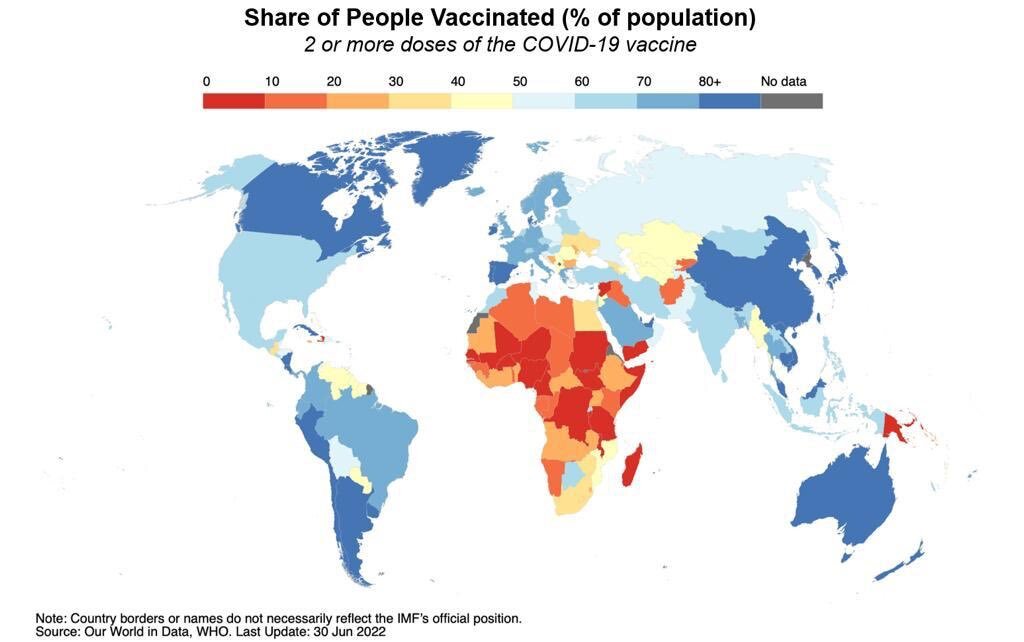 Share of People Vaccinated (% of population)
2 or more doses of the COVID-19 vaccine
0 10 20 30 40 50 60 70 80+ No data
Note: Country borders or names do not necessarily reflect the IMF's official position.
Source: Our World in Data, WHO. Last Update: 30 Jun 2022